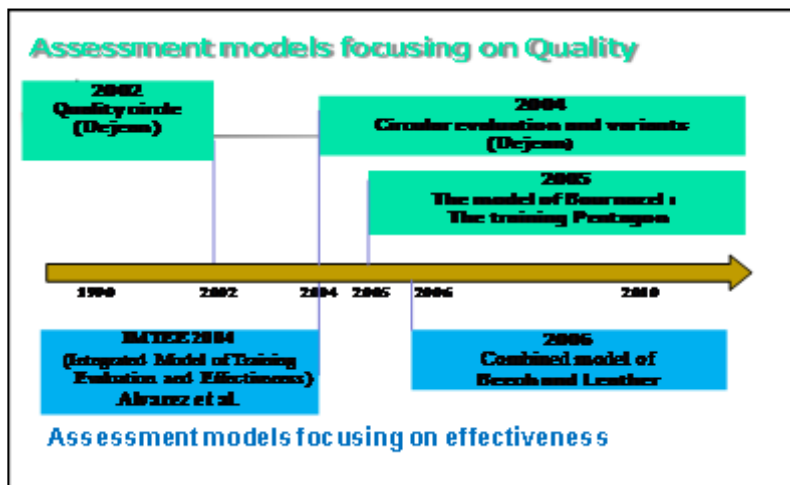 Assessment models focusing on Quality
2002
Quality circle
(Dejean)
2004
Circular evaluation and variants
(Dejean)
2005
The model of :
The training Pentagon
1990 2002 2004 2005 2006 2010
2004
(Integrated Model of Training
Evaluation and Effectiveness)
Alvarez et al.
2006
Combined model of
Beech and Leather
Assessment models focusing on effectiveness